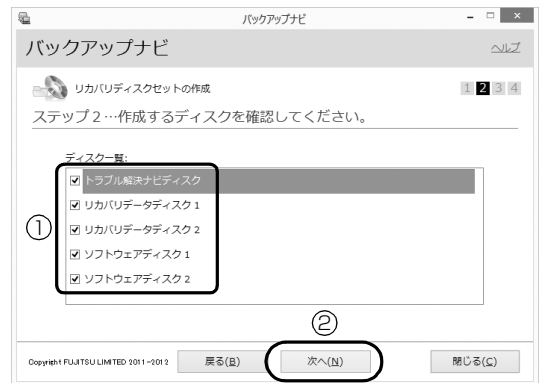 バックアップナビ
バックアップナビ
ヘルプ
リカバリディスクセットの作成
1 2 3 4
ステップ2…作成するディスクを確認してください。
ディスク一覧:
①
トラブル解決ナビディスク
リカバリデータディスク 1
リカバリデータディスク 2
ソフトウェアディスク 1
ソフトウェアディスク 2
②
Copyright FUJITSU LIMITED 2011-2012
戻る(B)
次へ(N)
閉じる(C)